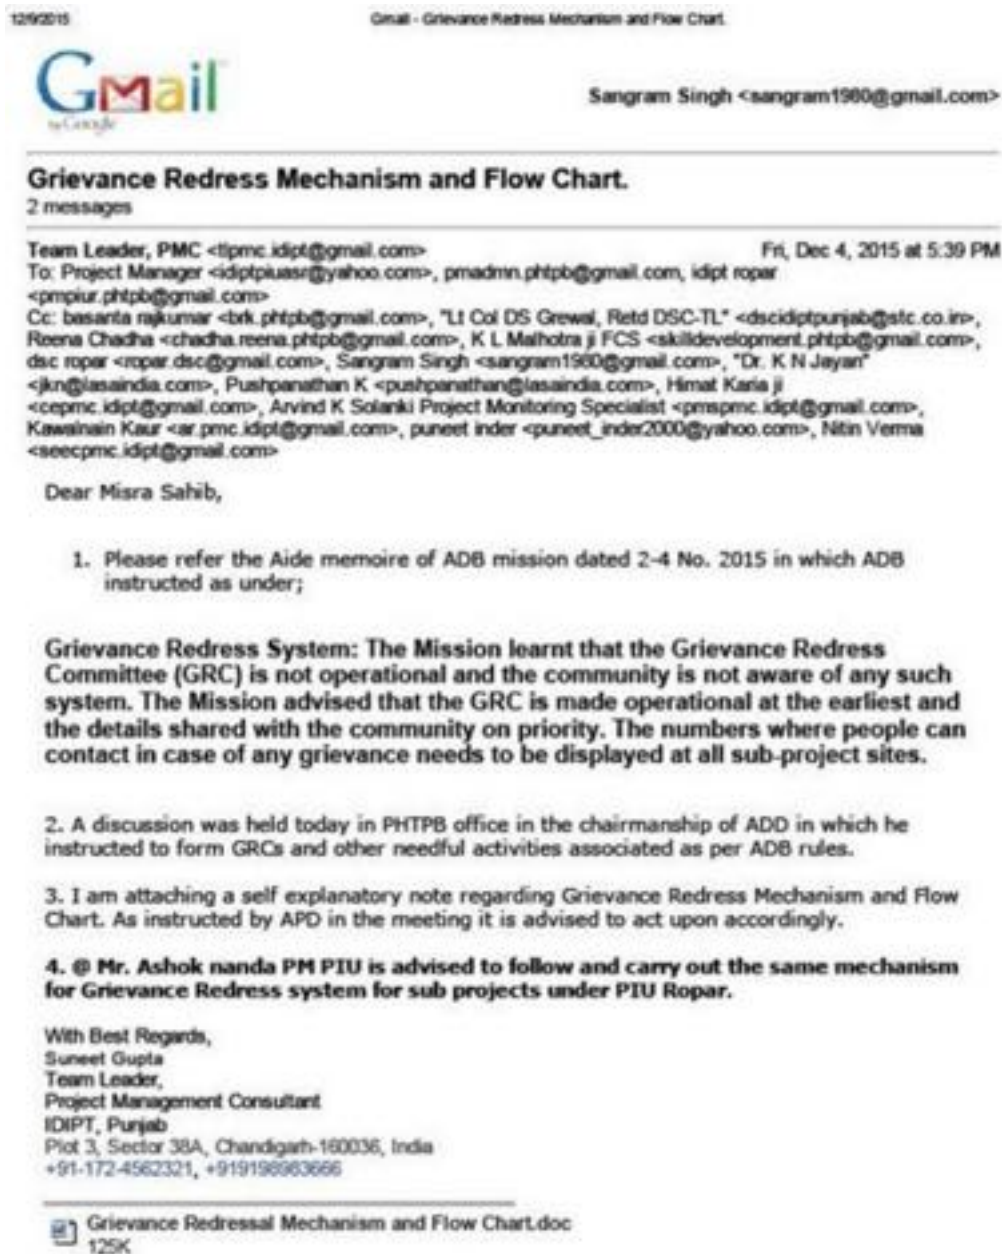 12/9/2015 Gmail - Grievance Redress Mechanism and Flow Chart.
Gmail
by Google
Sangram Singh <sangram1980@gmail.com>
Grievance Redress Mechanism and Flow Chart.
2 messages
Team Leader, PMC <tlpmc.idipt@gmail.com> Fri, Dec 4, 2015 at 5:39 PM
To: Project Manager <idiptpiuasr@yahoo.com>, pmadmn.phtpb@gmail.com, idipt ropar
<pmpiur.phtpb@gmail.com>
Cc: basanta rajkumar <brk.phtpb@gmail.com>, "Lt Col DS Grewal, Retd DSC-TL" <dscidiptpunjab@stc.co.in>,
Reena Chadha <chadha.reena.phtpb@gmail.com>, K L Malhotra ji FCS <skilldevelopment.phtpb@gmail.com>,
dsc ropar <ropar.dsc@gmail.com>, Sangram Singh <sangram1980@gmail.com>, "Dr. K N Jayan"
<jkn@lasaindia.com>, Pushpanathan K <pushpanathan@lasaindia.com>, Himat Karia ji
<cepmc.idipt@gmail.com>, Arvind K Solanki Project Monitoring Specialist <pmspmc.idipt@gmail.com>,
Kawalnain Kaur <ar.pmc.idipt@gmail.com>, puneet inder <puneet_inder2000@yahoo.com>, Nitin Verma
<seecpmc.idipt@gmail.com>
Dear Misra Sahib,
1. Please refer the Aide memoire of ADB mission dated 2-4 No. 2015 in which ADB
instructed as under;
Grievance Redress System: The Mission learnt that the Grievance Redress
Committee (GRC) is not operational and the community is not aware of any such
system. The Mission advised that the GRC is made operational at the earliest and
the details shared with the community on priority. The numbers where people can
contact in case of any grievance needs to be displayed at all sub-project sites.
2. A discussion was held today in PHTPB office in the chairmanship of ADD in which he
instructed to form GRCs and other needful activities associated as per ADB rules.
3. I am attaching a self explanatory note regarding Grievance Redress Mechanism and Flow
Chart. As instructed by APD in the meeting it is advised to act upon accordingly.
4. @ Mr. Ashok nanda PM PIU is advised to follow and carry out the same mechanism
for Grievance Redress system for sub projects under PIU Ropar.
With Best Regards,
Suneet Gupta
Team Leader,
Project Management Consultant
IDIPT, Punjab
Plot 3, Sector 38A, Chandigarh-160036, India
+91-172-4562321, +919198983666
Grievance Redressal Mechanism and Flow Chart.doc
125K